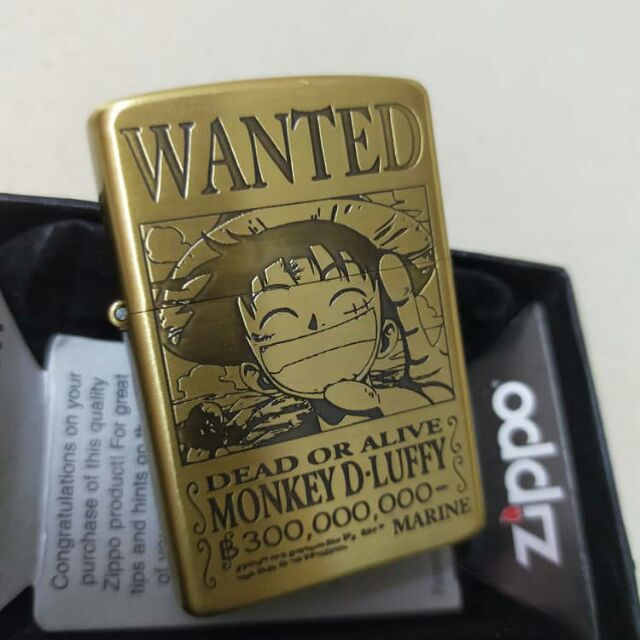 WANTED
DEAD OR ALIVE
MONKEY D·LUFFY
฿300,000,000-
MARINE
zippo
Congratulations on your
purchase of this quality
Zippo product! For great
tips and hints on
of